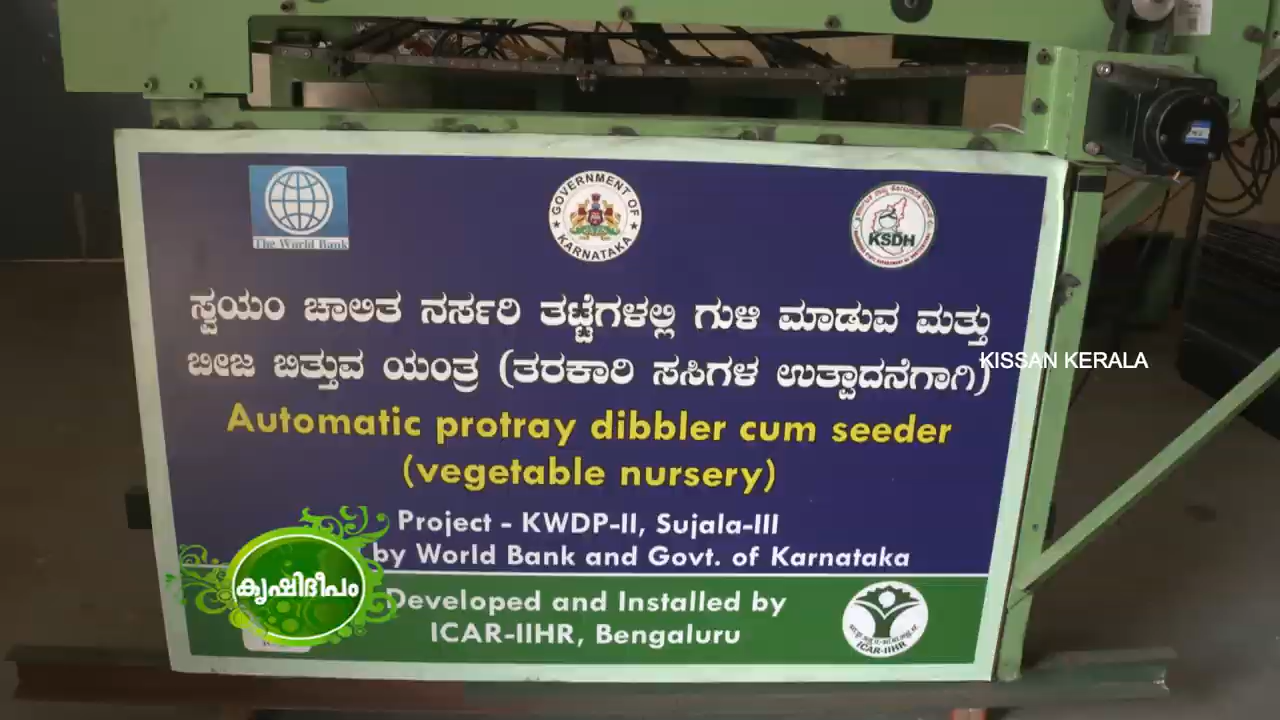 The World Bank
GOVERNMENT OF KARNATAKA
KSDH
ಸ್ವಯಂ ಚಾಲಿತ ನರ್ಸರಿ ತಟ್ಟೆಗಳಲ್ಲಿ ಗುಳಿ ಮಾಡುವ ಮತ್ತು
ಬೀಜ ಬಿತ್ತುವ ಯಂತ್ರ (ತರಕಾರಿ ಸಸಿಗಳ ಉತ್ಪಾದನೆಗಾಗಿ)
KISSAN KERALA
Automatic protray dibbler cum seeder
(vegetable nursery)
Project - KWDP-II, Sujala-III
by World Bank and Govt. of Karnataka
കൃഷിദീപം
Developed and Installed by
ICAR-IIHR, Bengaluru
ICAR-IIHR